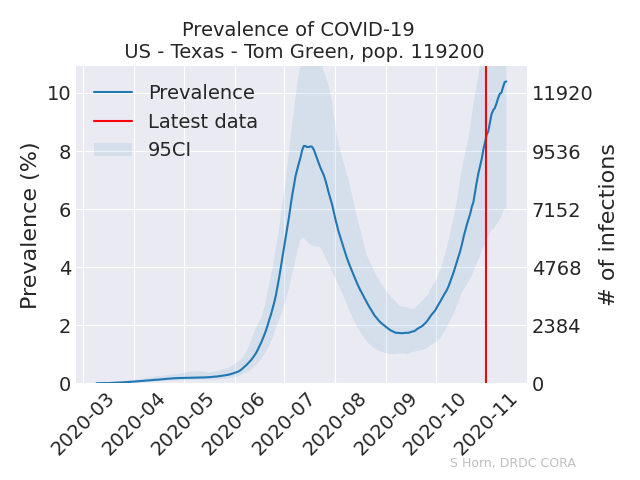 Prevalence of COVID-19
US - Texas - Tom Green, pop. 119200
Prevalence
Latest data
95CI
Prevalence (%)
10
8
6
4
2
0
11920
9536
7152
4768
2384
0
# of infections
2020-03
2020-04
2020-05
2020-06
2020-07
2020-08
2020-09
2020-10
2020-11
S Horn, DRDC CORA